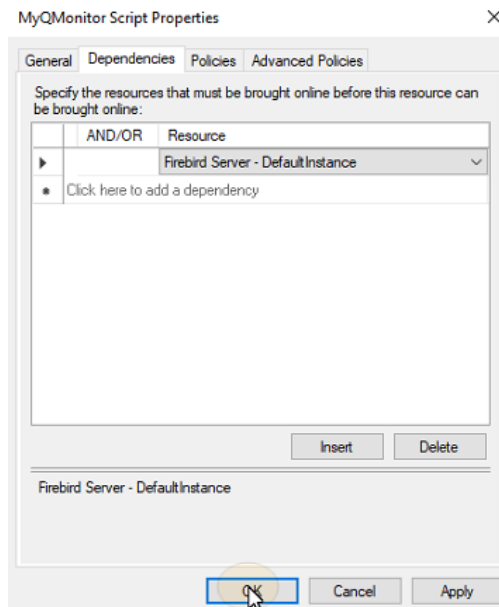 MyQMonitor Script Properties
General Dependencies Policies Advanced Policies
Specify the resources that must be brought online before this resource can
be brought online:
AND/OR Resource
Firebird Server - DefaultInstance
Click here to add a dependency
Insert Delete
Firebird Server - DefaultInstance
OK Cancel Apply